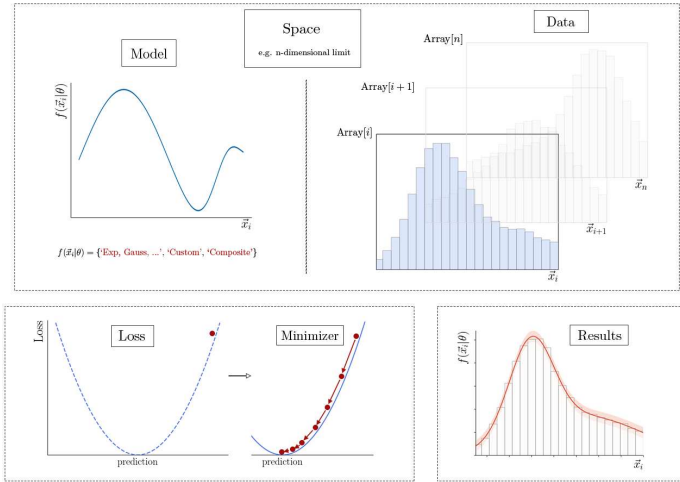 Space
e.g. n-dimensional limit
Model
f(x⃗ᵢ|θ)
x⃗ᵢ
f(x⃗ᵢ|θ) = {‘Exp, Gauss, ...’, ‘Custom’, ‘Composite’}
Data
Array[n]
Array[i + 1]
Array[i]
x⃗ₙ
x⃗ᵢ₊₁
x⃗ᵢ
Loss
Loss
prediction
Minimizer
prediction
Results
f(x⃗ᵢ|θ)
x⃗ᵢ